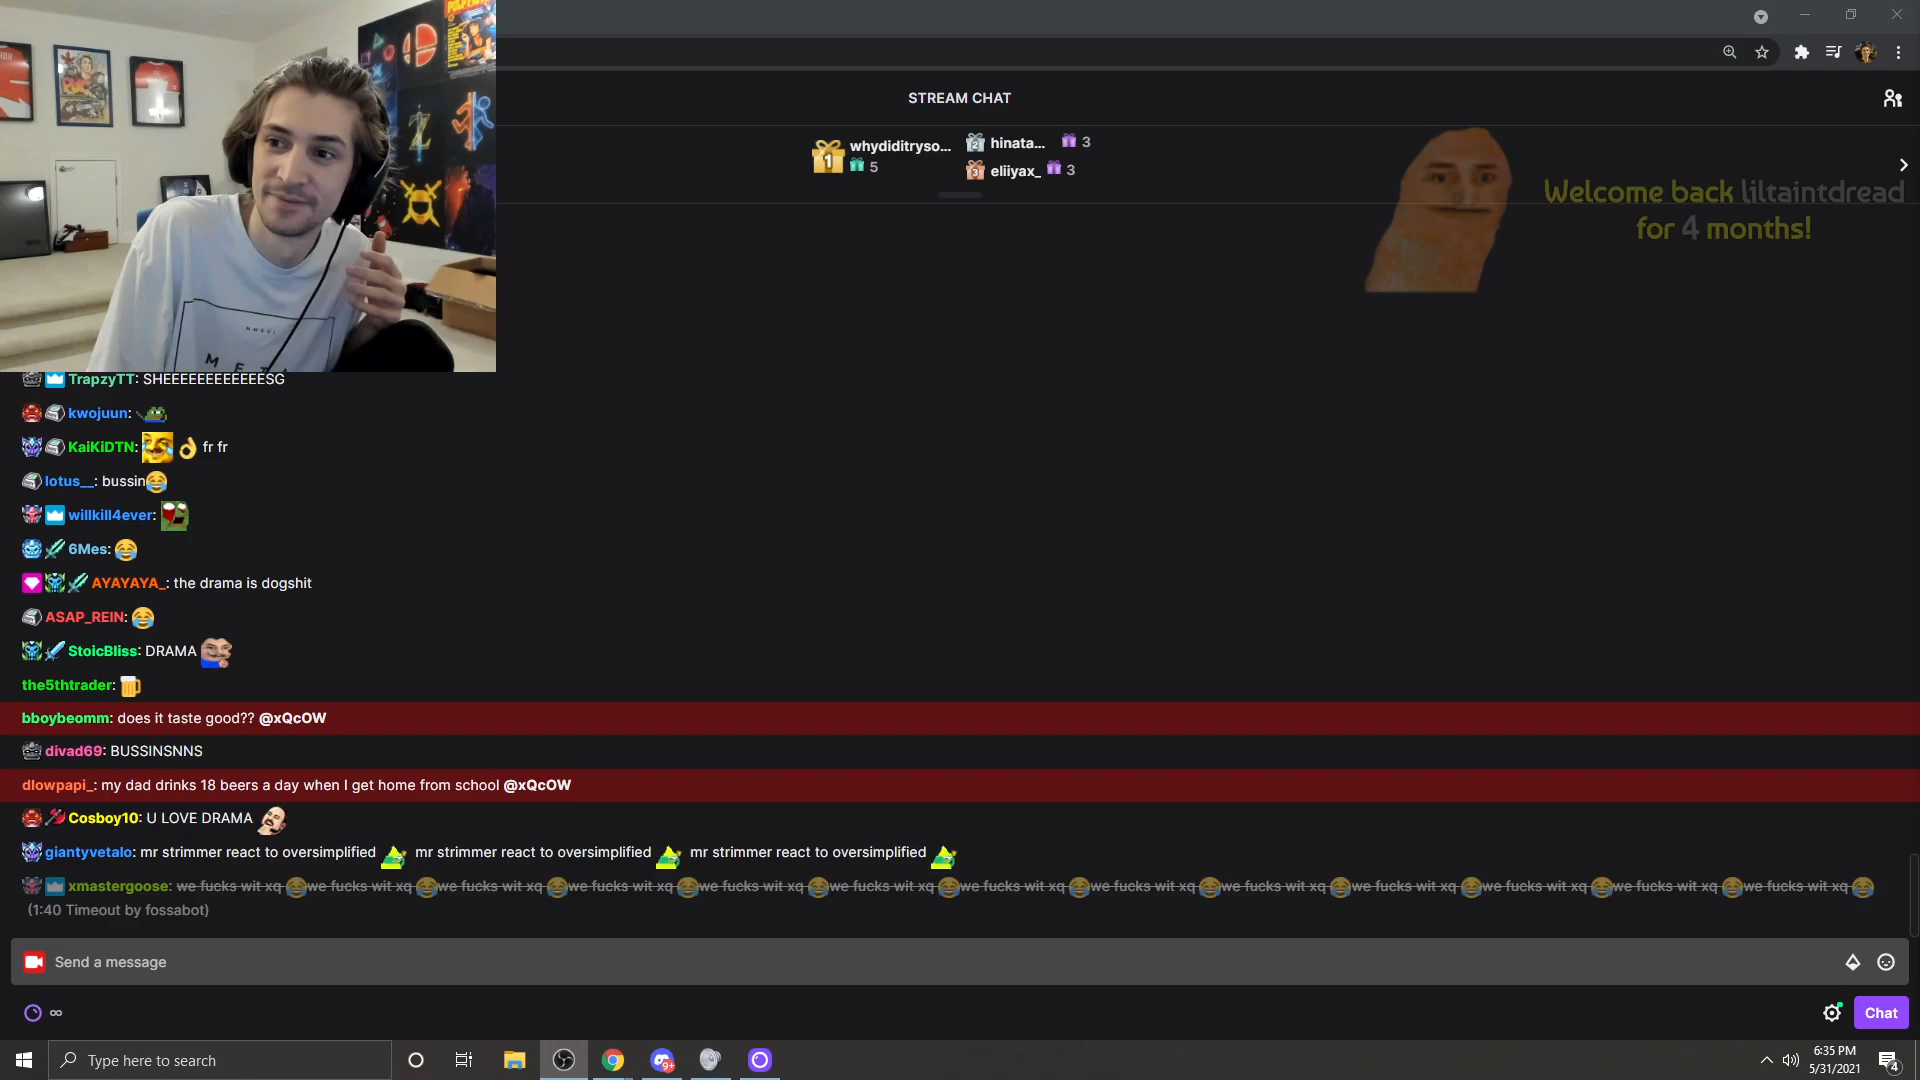 STREAM CHAT
whydiditryso...
5
hinata... 3
eliiyax_ 3
Welcome back liltaintdread
for 4 months!
TrapzyTT: SHEEEEEEEEEEEESG
kwojuun:
KaiKiDTN: fr fr
lotus__: bussin
willkill4ever:
6Mes:
AYAYAYA_: the drama is dogshit
ASAP_REIN:
StoicBliss: DRAMA
the5thtrader:
bboybeomm: does it taste good?? @xQcOW
divad69: BUSSINSNNS
dlowpapi_: my dad drinks 18 beers a day when I get home from school @xQcOW
Cosboy10: U LOVE DRAMA
giantyvetalo: mr strimmer react to oversimplified mr strimmer react to oversimplified mr strimmer react to oversimplified
xmastergoose: we fucks wit xq we fucks wit xq we fucks wit xq we fucks wit xq we fucks wit xq we fucks wit xq we fucks wit xq we fucks wit xq we fucks wit xq we fucks wit xq we fucks wit xq we fucks wit xq we fucks wit xq
(1:40 Timeout by fossabot)
Send a message
∞
Chat
Type here to search
9+
6:35 PM
5/31/2021
4